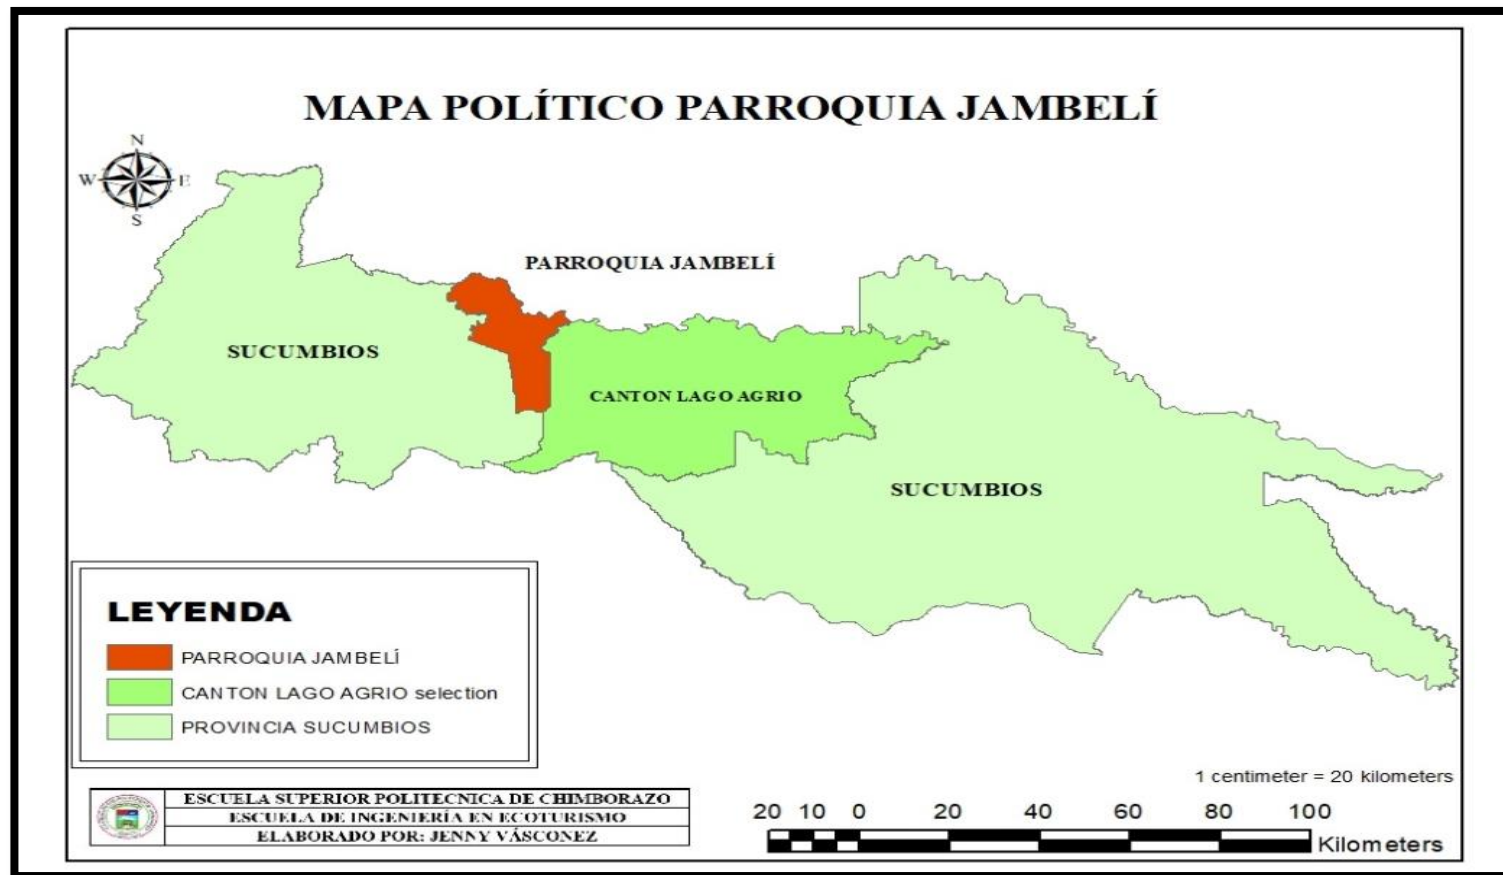 MAPA POLÍTICO PARROQUIA JAMBELÍ
N
W E
S
PARROQUIA JAMBELÍ
SUCUMBIOS
CANTON LAGO AGRIO
SUCUMBIOS
LEYENDA
PARROQUIA JAMBELÍ
CANTON LAGO AGRIO selection
PROVINCIA SUCUMBIOS
1 centimeter = 20 kilometers
ESCUELA SUPERIOR POLITECNICA DE CHIMBORAZO
ESCUELA DE INGENIERÍA EN ECOTURISMO
ELABORADO POR: JENNY VÁSCONEZ
20 10 0 20 40 60 80 100
Kilometers